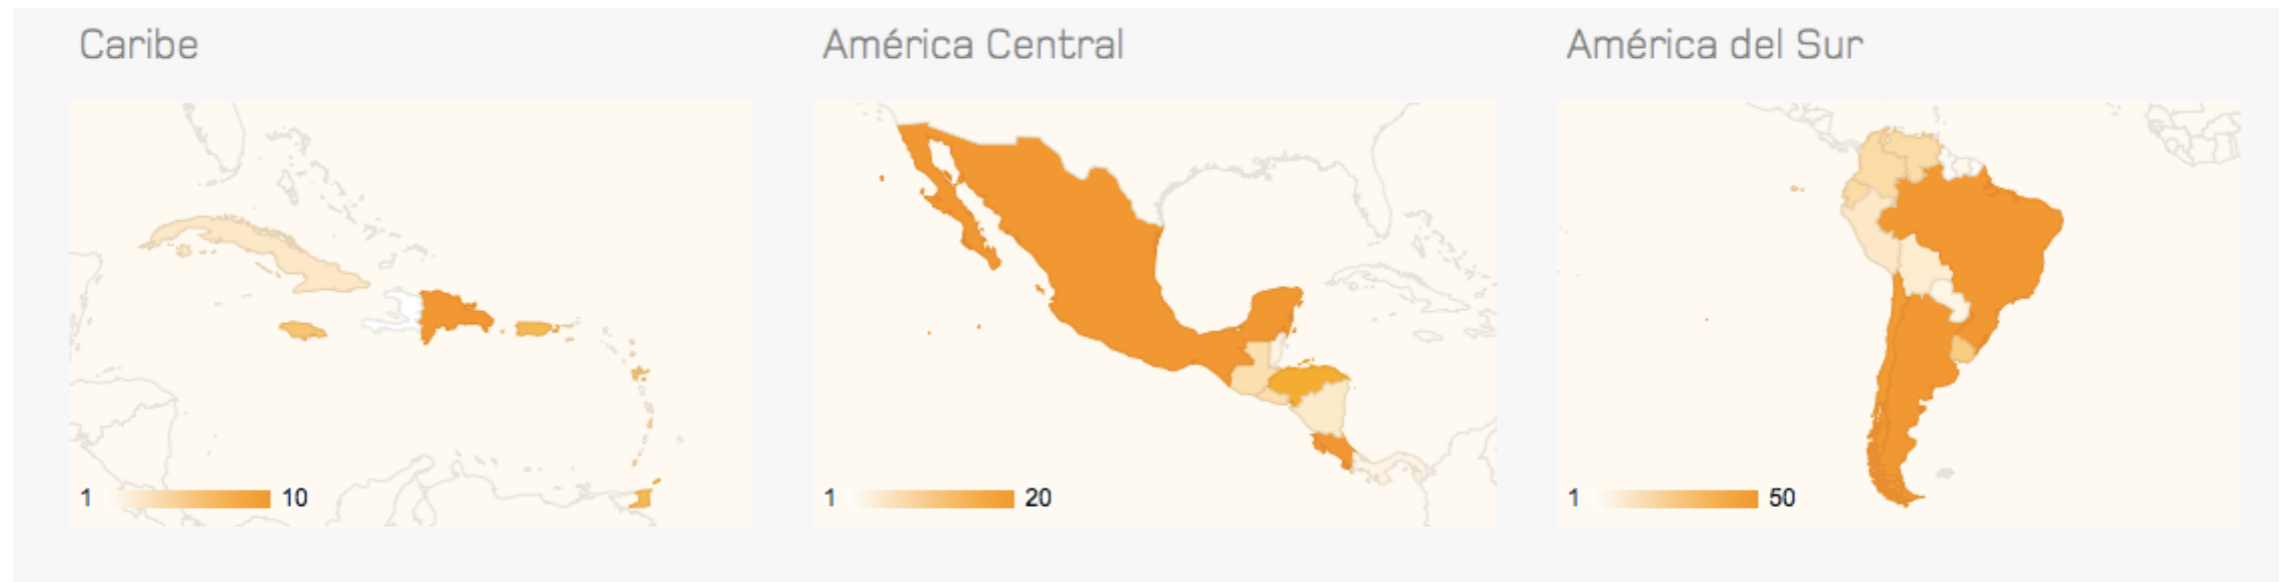 Caribe
América Central
América del Sur
1 10
1 20
1 50